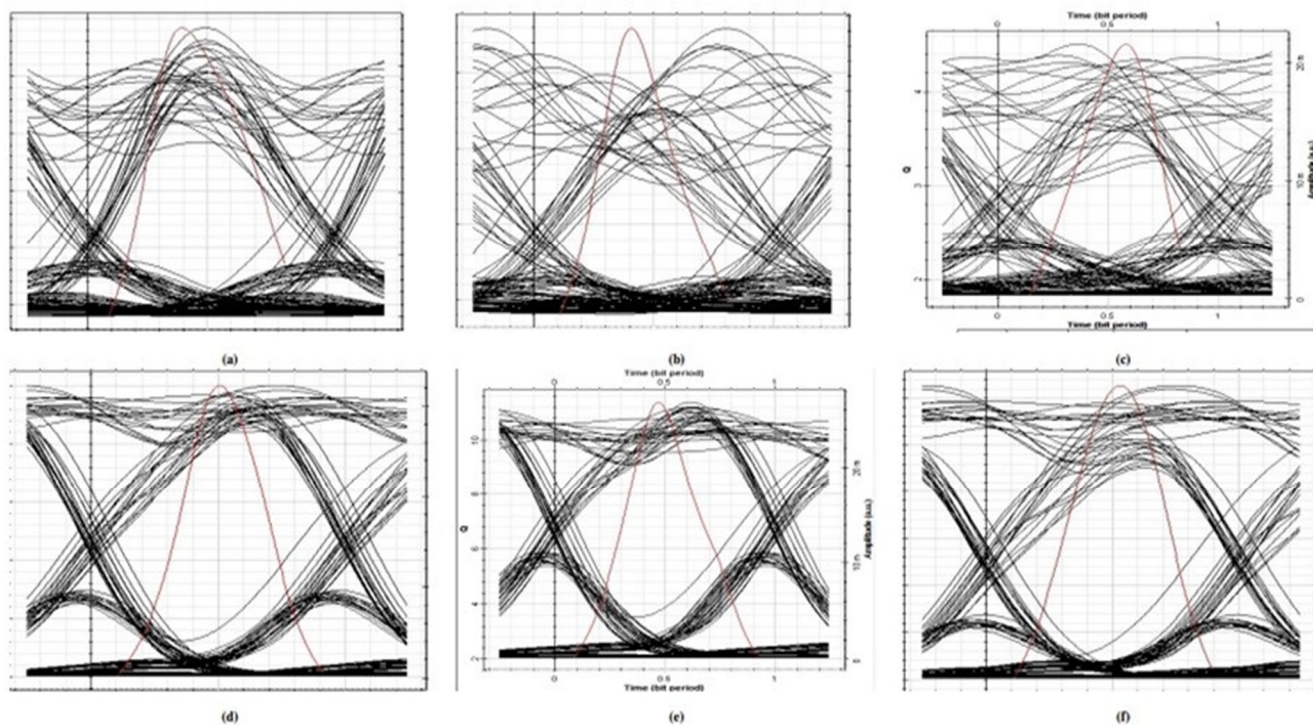 Time (bit period)
0
1
4
3
2
Q
20 m
10 m
0
Amplitude (a.u.)
0
0.5
1
Time (bit period)
(a)
(b)
(c)
Time (bit period)
0
0.5
1
10
8
6
4
2
Q
20 m
10 m
0
Amplitude (a.u.)
0
0.5
1
Time (bit period)
(d)
(e)
(f)